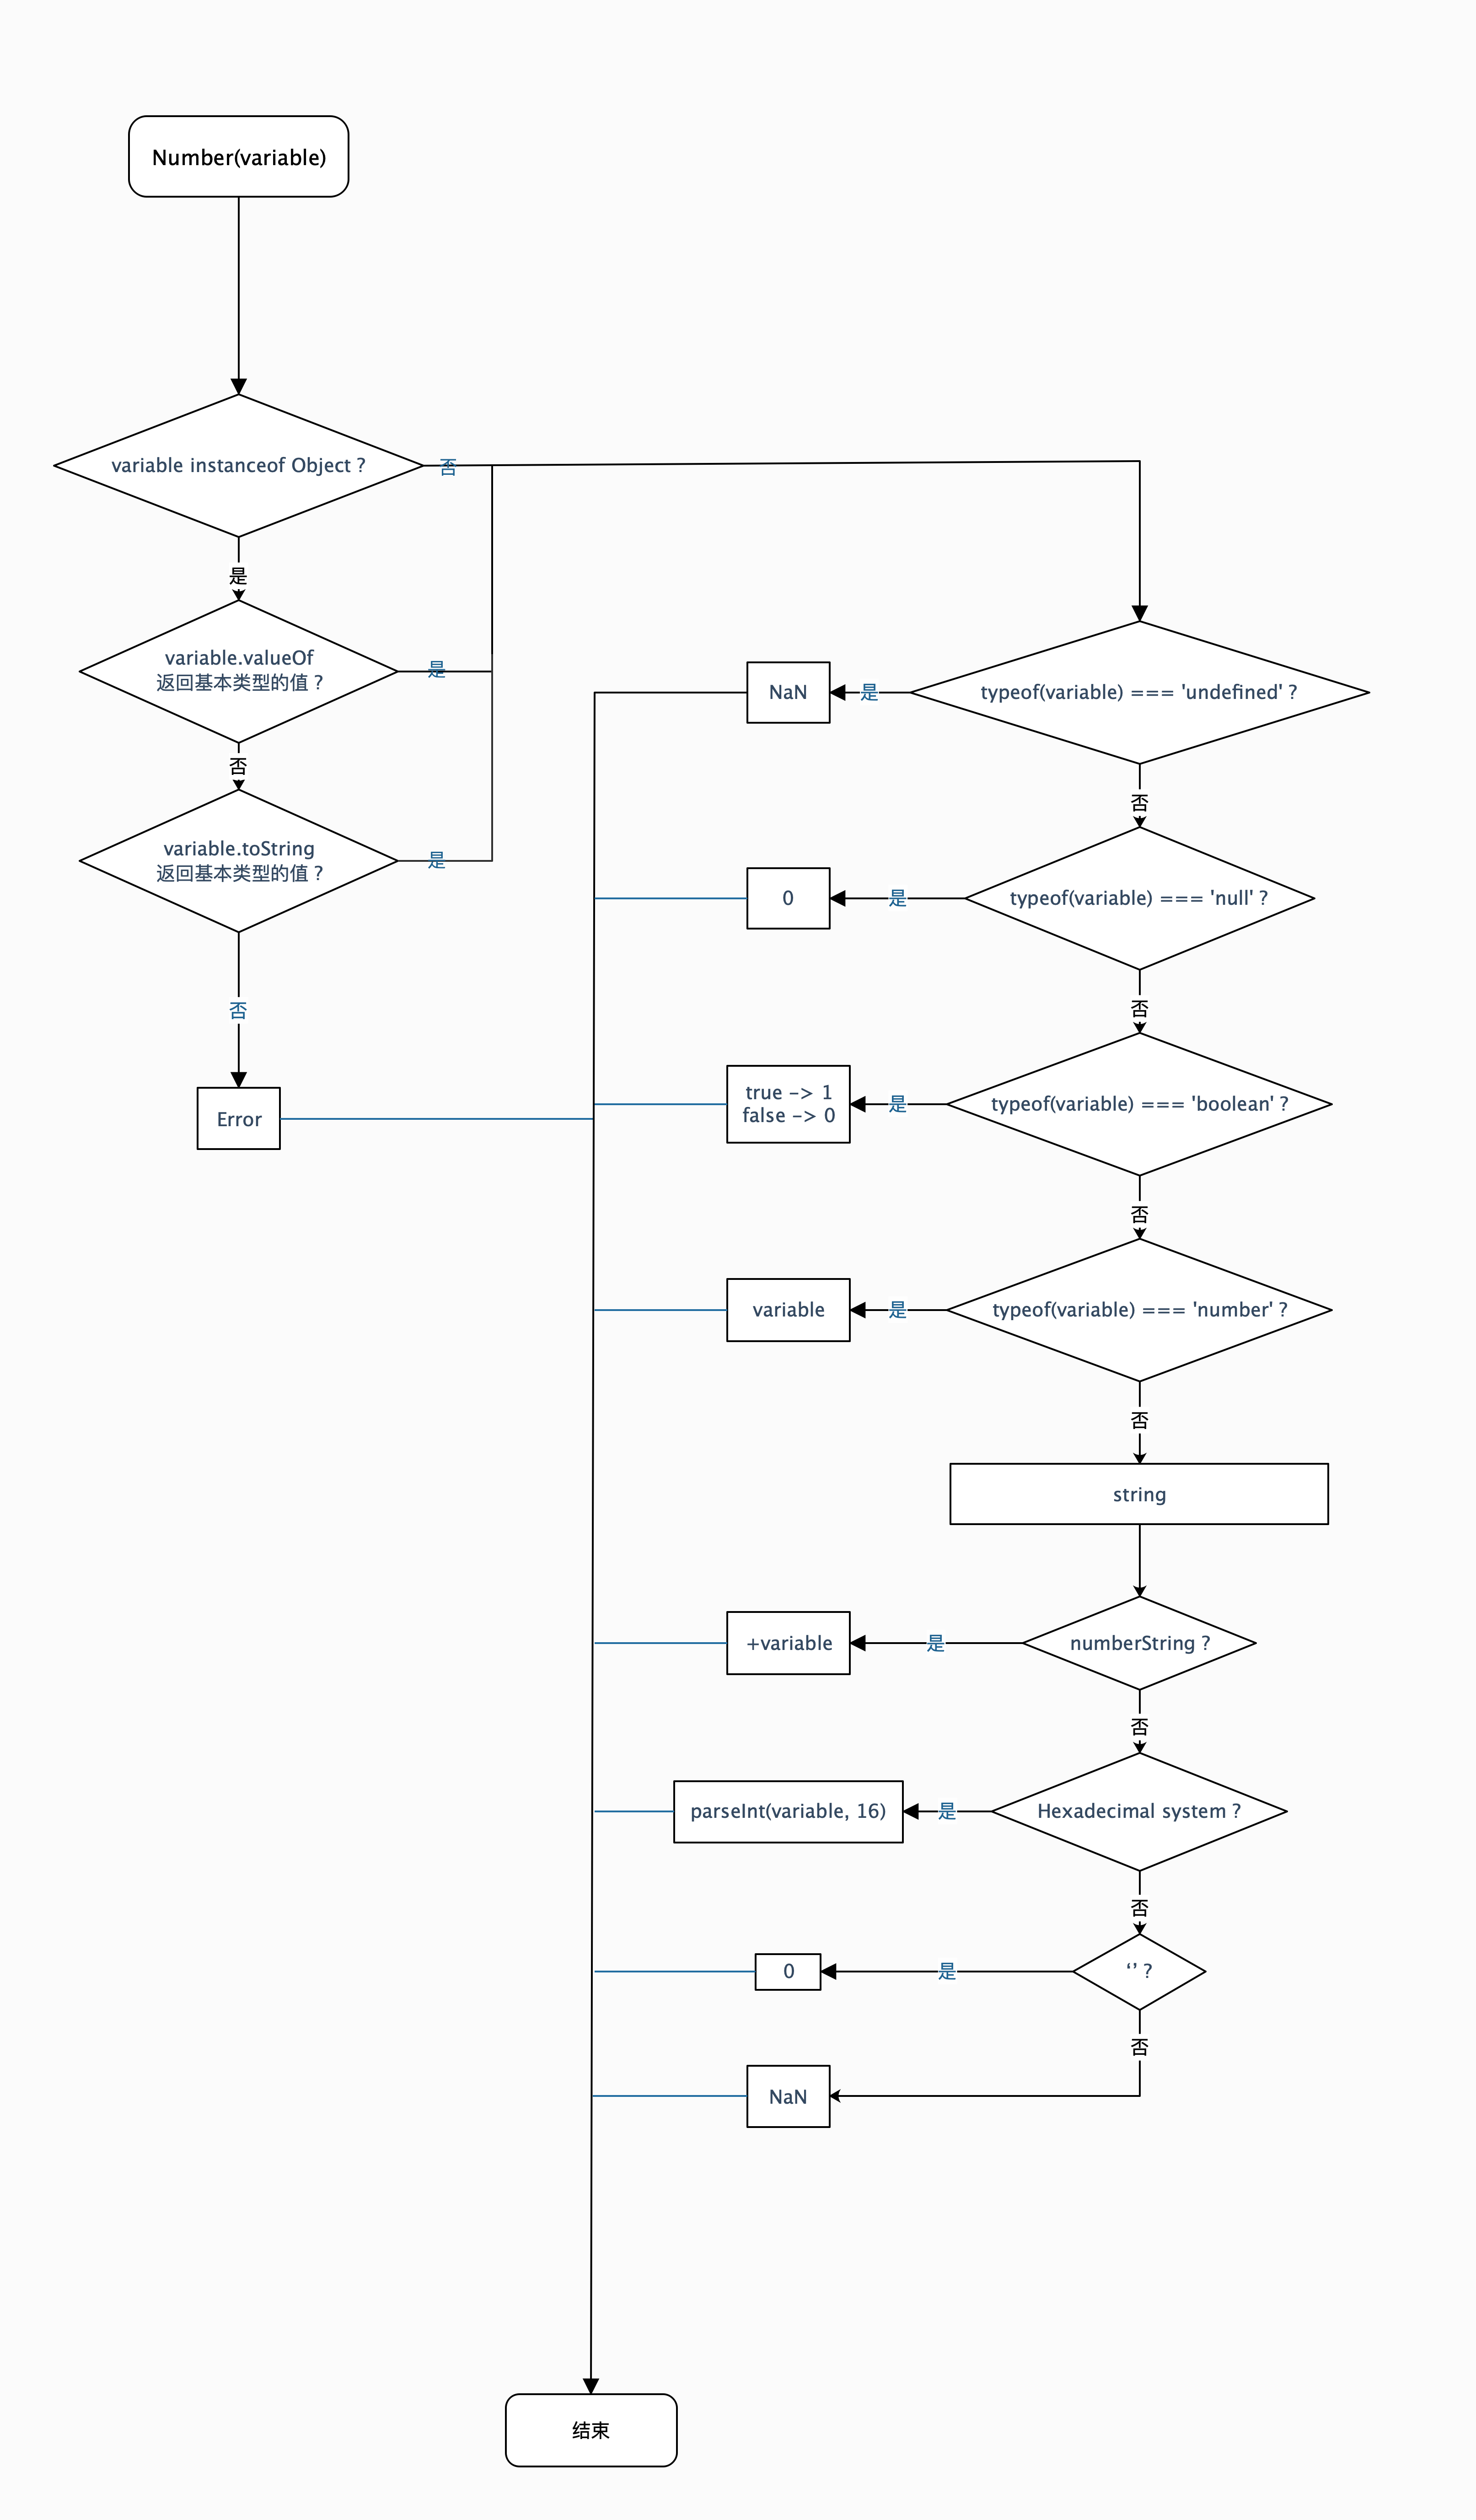 Number(variable)
variable instanceof Object ?
否
是
variable.valueOf
返回基本类型的值 ?
是
否
variable.toString
返回基本类型的值 ?
是
否
Error
typeof(variable) === 'undefined' ?
是
NaN
否
typeof(variable) === 'null' ?
是
0
否
typeof(variable) === 'boolean' ?
是
true -> 1
false -> 0
否
typeof(variable) === 'number' ?
是
variable
否
string
numberString ?
是
+variable
否
Hexadecimal system ?
是
parseInt(variable, 16)
否
‘’ ?
是
0
否
NaN
结束